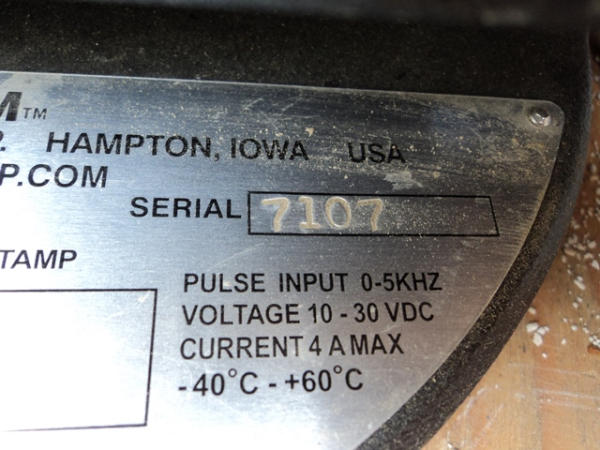 M™
. HAMPTON, IOWA USA
P.COM
SERIAL 7107
TAMP
PULSE INPUT 0-5KHZ
VOLTAGE 10 - 30 VDC
CURRENT 4 A MAX
-40°C - +60°C